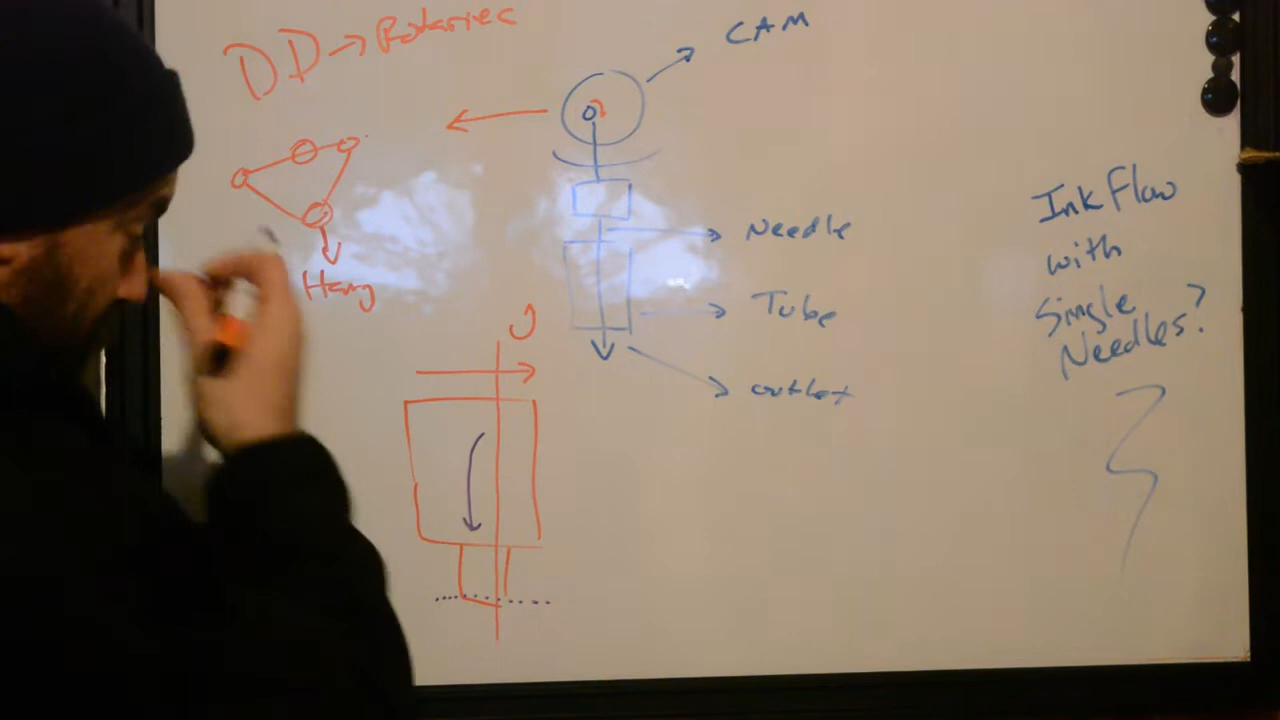 DD → Rotaries
CAM
Hang
Needle
Tube
outlet
Ink Flow
with
Single
Needles?